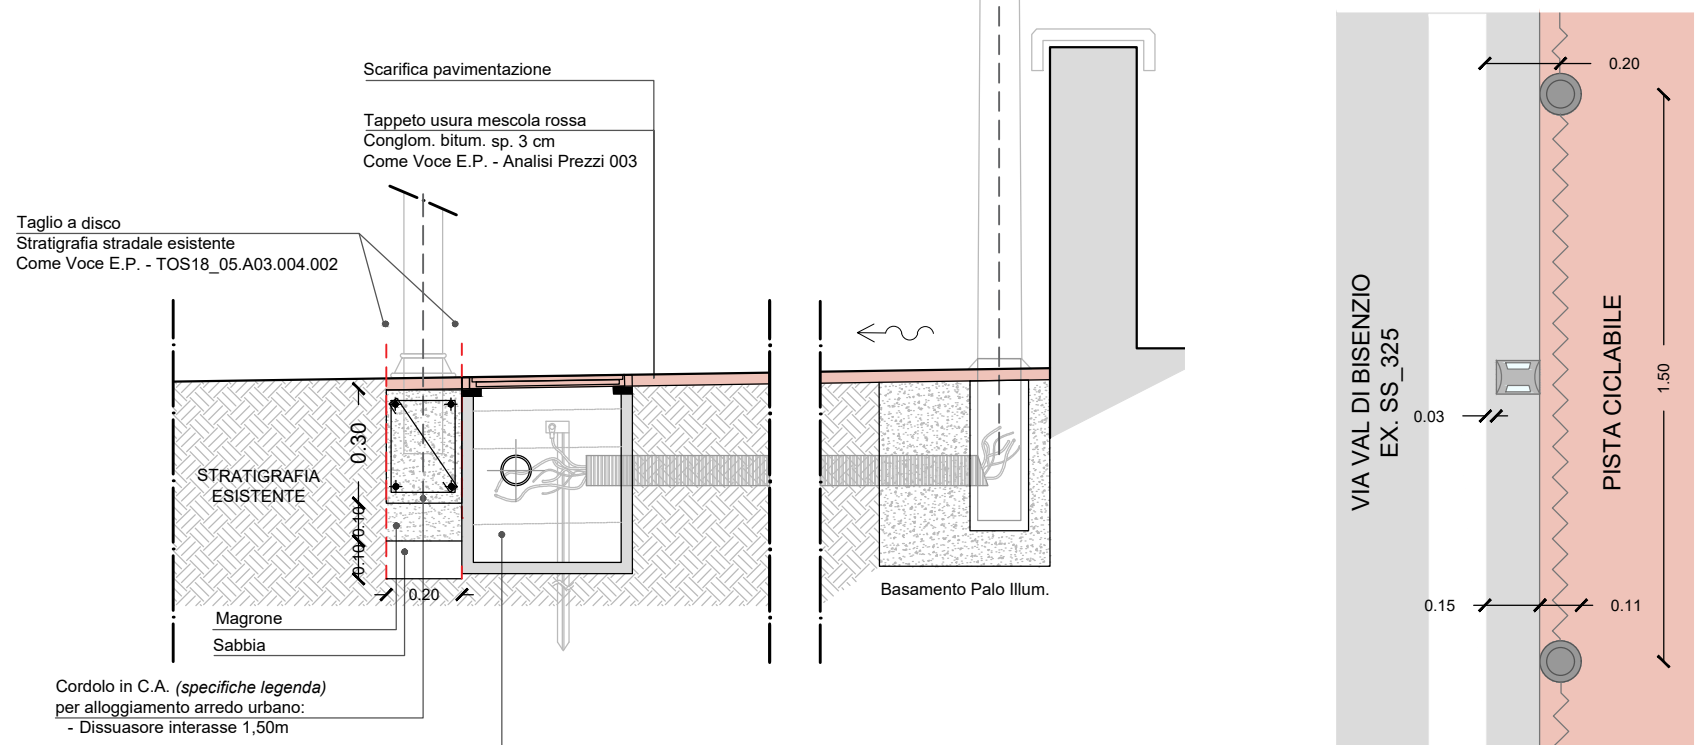 Scarifica pavimentazione
Tappeto usura mescola rossa
Conglom. bitum. sp. 3 cm
Come Voce E.P. - Analisi Prezzi 003
Taglio a disco
Stratigrafia stradale esistente
Come Voce E.P. - TOS18_05.A03.004.002
STRATIGRAFIA
ESISTENTE
0.30
0.10
0.10
0.20
Magrone
Sabbia
Cordolo in C.A. (specifiche legenda)
per alloggiamento arredo urbano:
- Dissuasore interasse 1,50m
Basamento Palo Illum.
0.20
VIA VAL DI BISENZIO
EX. SS_325
PISTA CICLABILE
1.50
0.03
0.15
0.11